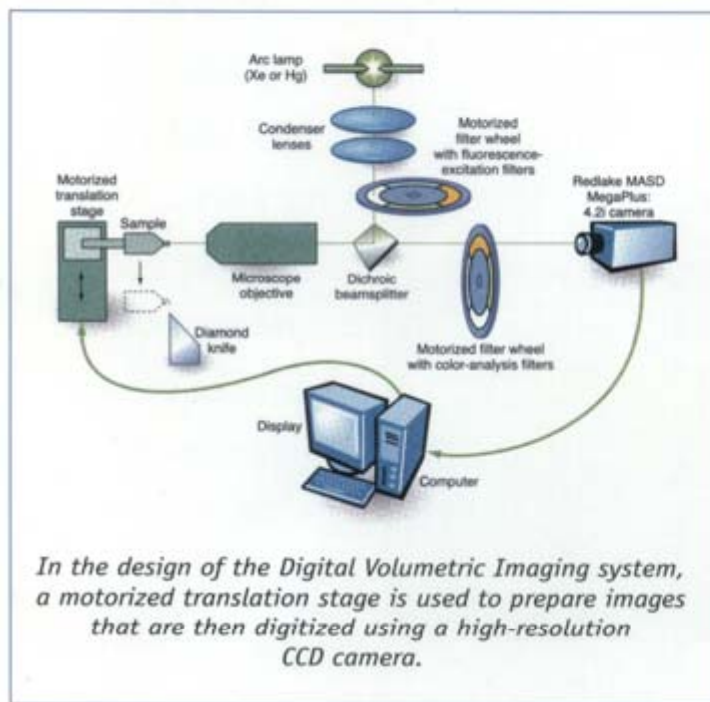 Arc lamp
(Xe or Hg)
Condenser
lenses
Motorized
filter wheel
with fluorescence-
excitation filters
Redlake MASD
MegaPlus:
4.2i camera
Motorized
translation
stage
Sample
Microscope
objective
Dichroic
beamsplitter
Diamond
knife
Motorized filter wheel
with color-analysis filters
Display
Computer
In the design of the Digital Volumetric Imaging system,
a motorized translation stage is used to prepare images
that are then digitized using a high-resolution
CCD camera.